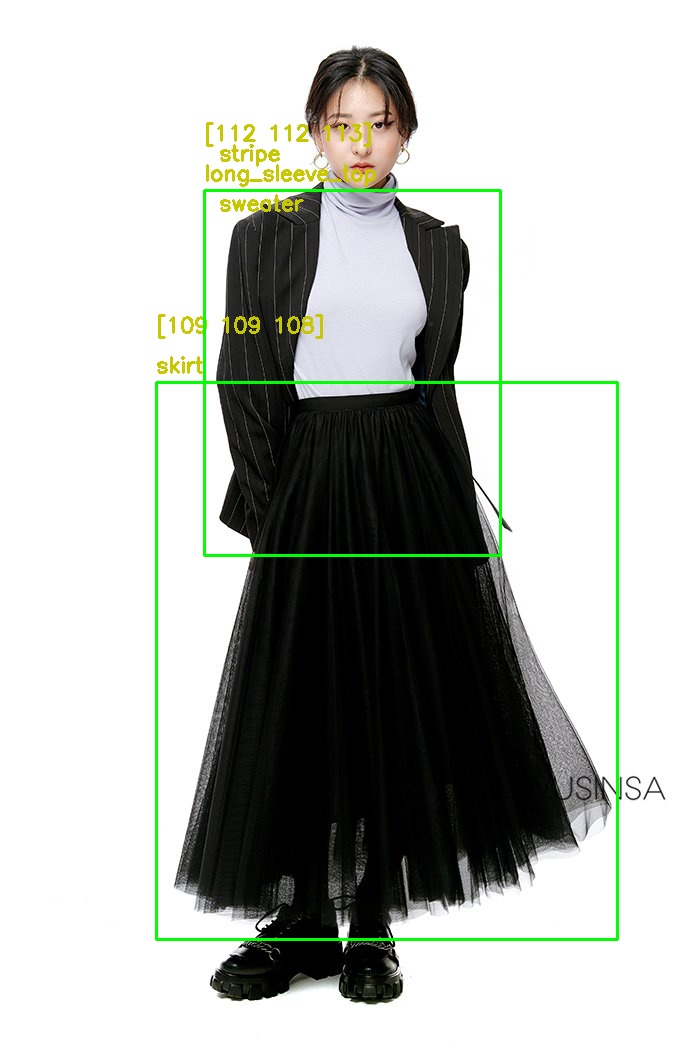 [112 112 113]
stripe
long_sleeve_top
sweater
[109 109 108]
skirt
USINSA